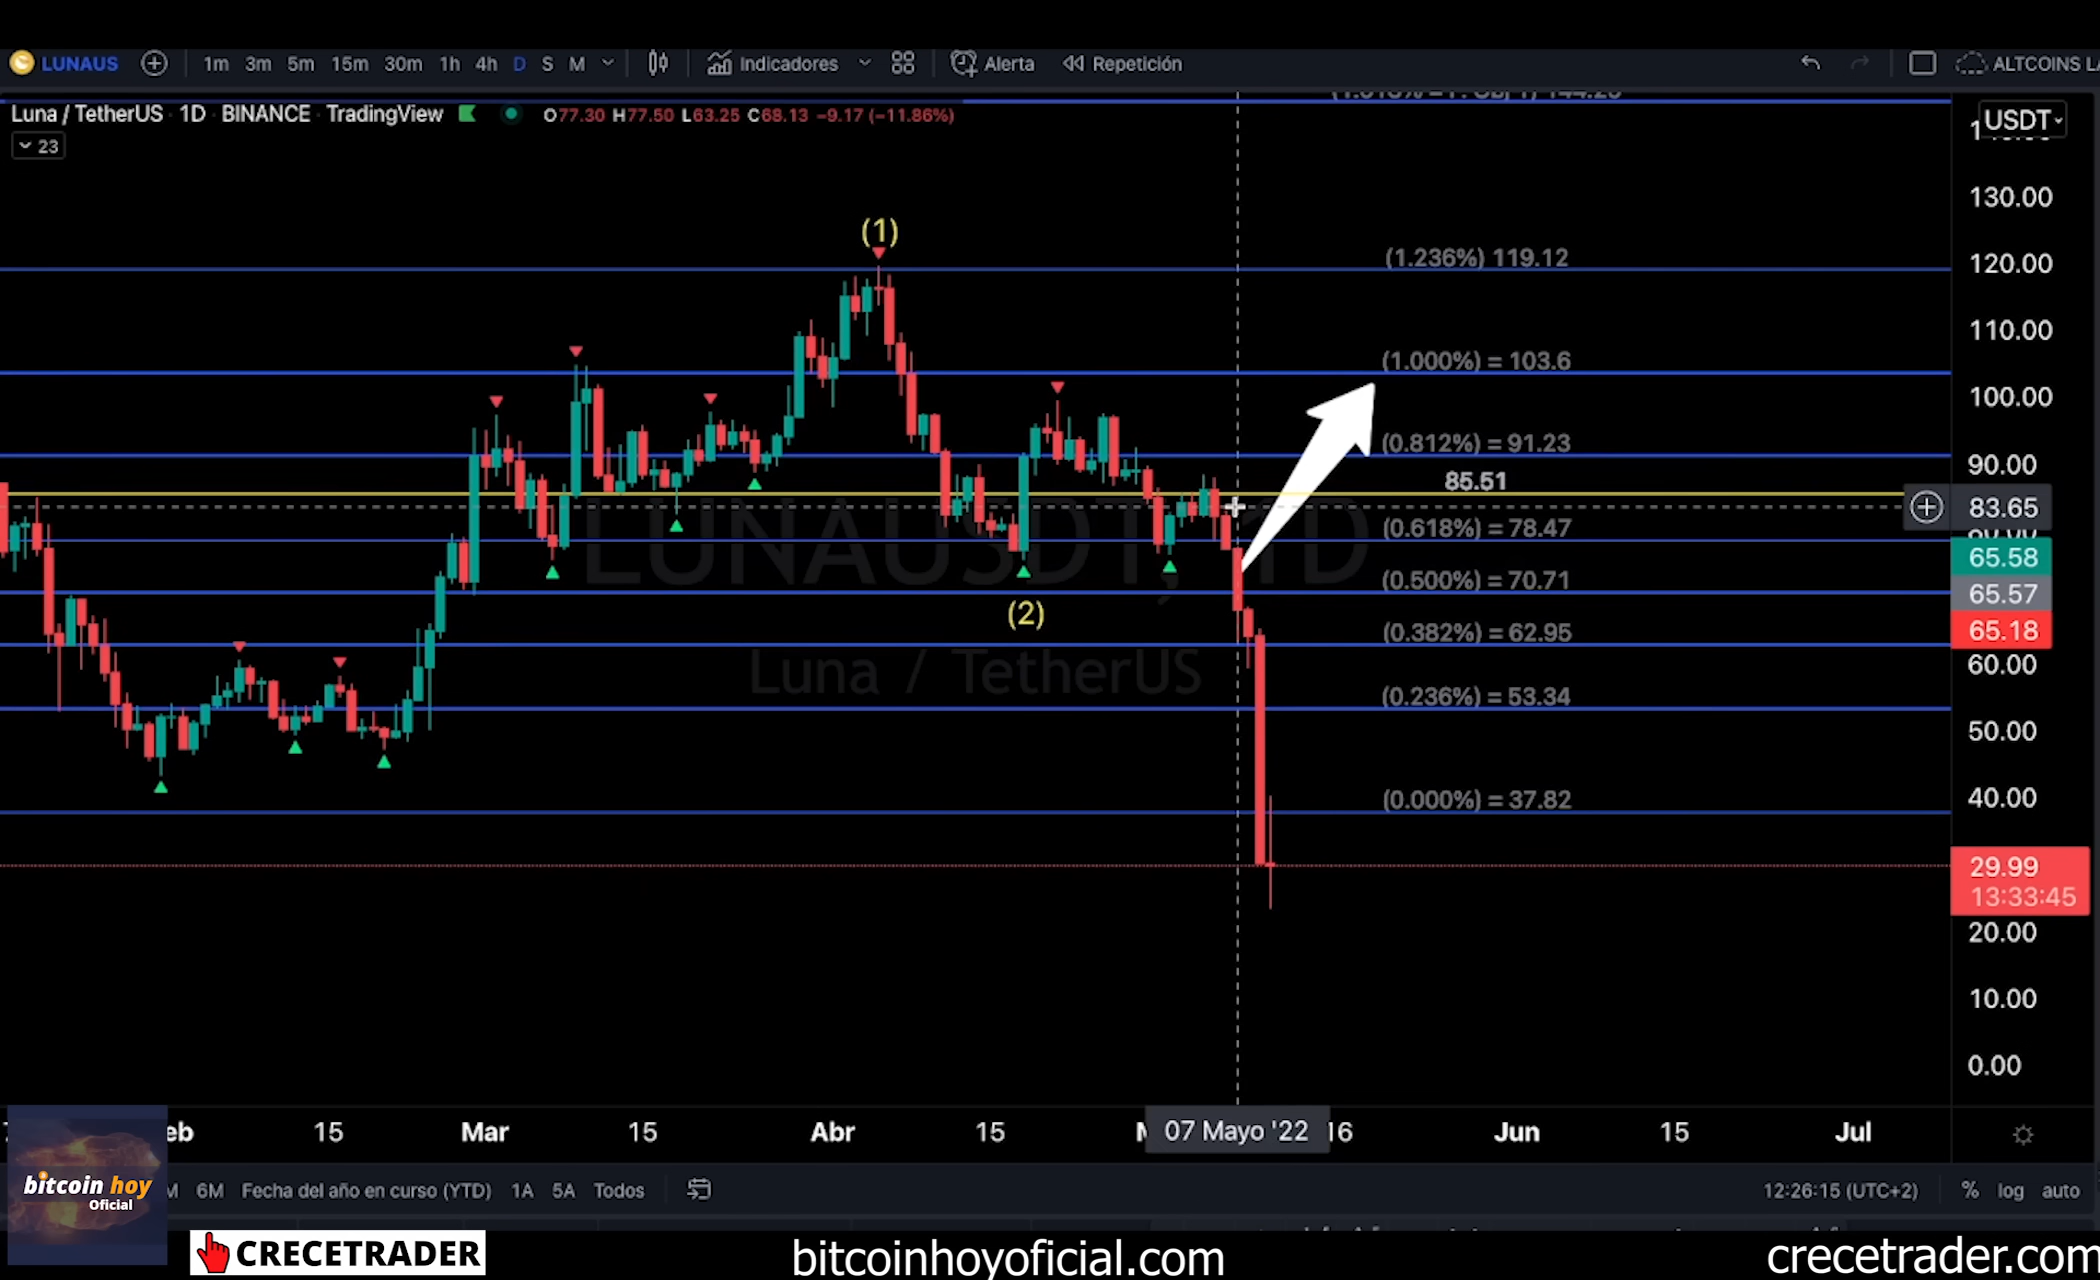 LUNAUS 1m 3m 5m 15m 30m 1h 4h D S M Indicadores Alerta Repetición ALTCOINS LA
Luna / TetherUS 1D BINANCE TradingView O77.30 H77.50 L63.25 C68.13 −9.17 (−11.86%)
USDT
23
130.00
(1)
(1.236%) 119.12
120.00
110.00
(1.000%) = 103.6
100.00
(0.812%) = 91.23
90.00
85.51
83.65
(0.618%) = 78.47
80.00
LUNAUSDT, 1D
65.58
(0.500%) = 70.71
65.57
(2)
(0.382%) = 62.95
65.18
Luna / TetherUS
60.00
(0.236%) = 53.34
50.00
(0.000%) = 37.82
40.00
29.99
13:33:45
20.00
10.00
0.00
eb 15 Mar 15 Abr 15 M 07 Mayo '22 16 Jun 15 Jul
bitcoin hoy
Oficial
M 6M Fecha del año en curso (YTD) 1A 5A Todos 12:26:15 (UTC+2) % log auto
CRECETRADER
bitcoinhoyoficial.com
crecetrader.com